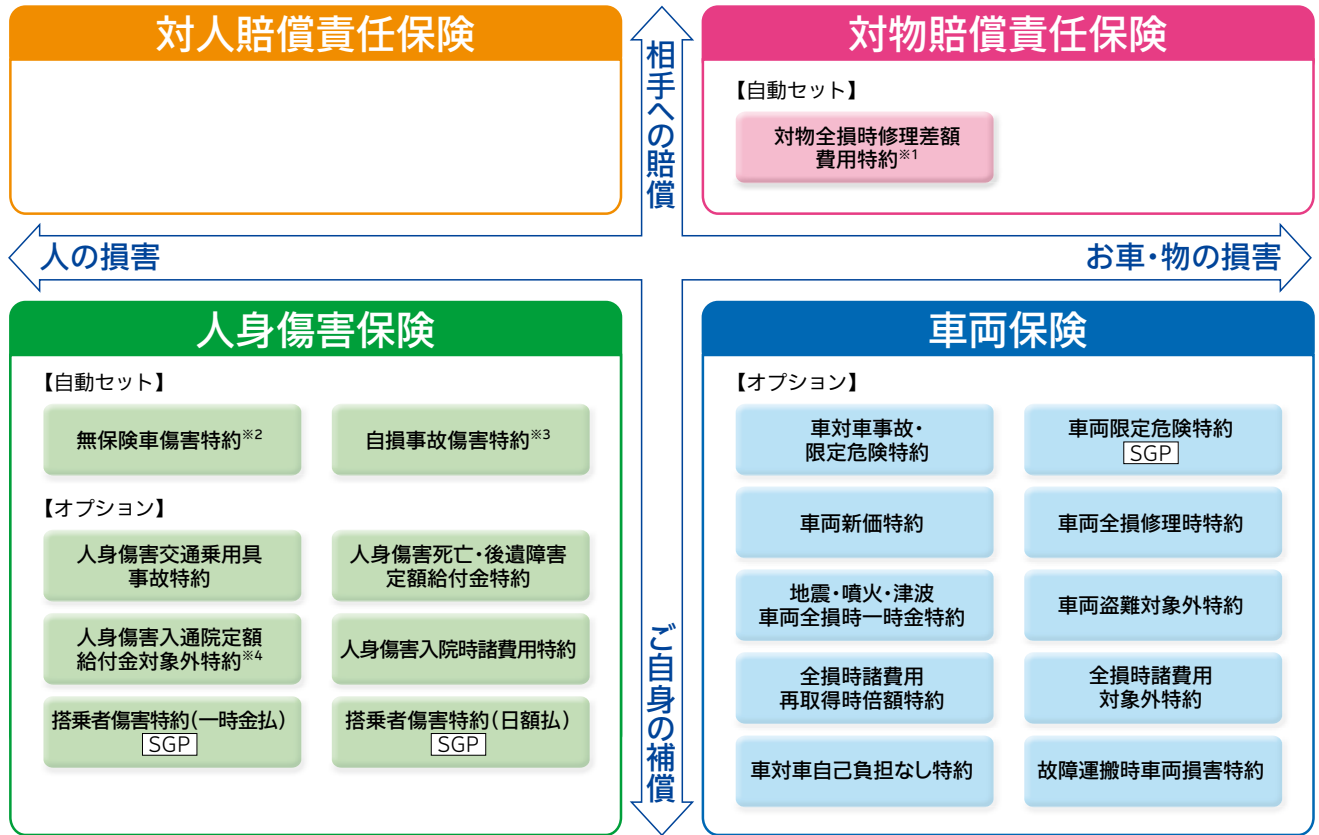 対人賠償責任保険
相手への賠償
対物賠償責任保険
【自動セット】
対物全損時修理差額
費用特約※1
人の損害
お車・物の損害
人身傷害保険
【自動セット】
無保険車傷害特約※2
自損事故傷害特約※3
【オプション】
人身傷害交通乗用具
事故特約
人身傷害死亡・後遺障害
定額給付金特約
人身傷害入通院定額
給付金対象外特約※4
人身傷害入院時諸費用特約
搭乗者傷害特約(一時金払)
SGP
搭乗者傷害特約(日額払)
SGP
ご自身の補償
車両保険
【オプション】
車対車事故・
限定危険特約
車両限定危険特約
SGP
車両新価特約
車両全損修理時特約
地震・噴火・津波
車両全損時一時金特約
車両盗難対象外特約
全損時諸費用
再取得時倍額特約
全損時諸費用
対象外特約
車対車自己負担なし特約
故障運搬時車両損害特約